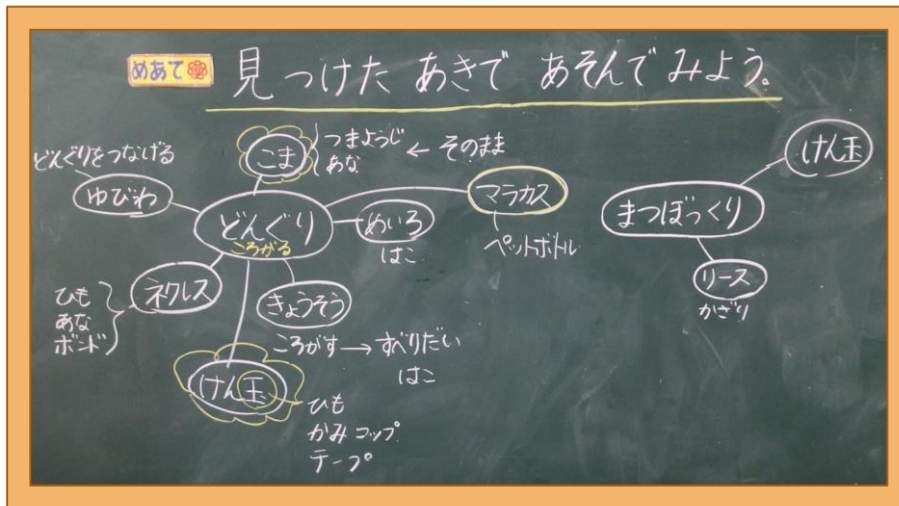 めあて
見つけた あきで あそんでみよう。
どんぐりをつなげる
ゆびわ
こま
つまようじ
あな
← そのまま
どんぐり
ころがる
マラカス
ペットボトル
めいろ
はこ
ネクレス
ひも
あな
ボンド
きょうそう
ころがす → すべりだい
はこ
けん玉
ひも
かみコップ
テープ
けん玉
まつぼっくり
リース
かざり